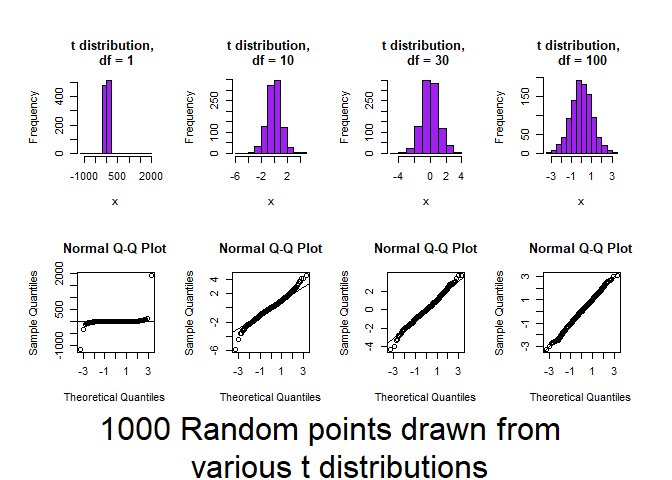 t distribution, df = 1
t distribution, df = 10
t distribution, df = 30
t distribution, df = 100
Frequency
0 200 500
-1000 500 2000
x
Frequency
0 100 250
-6 -2 2
x
Frequency
0 100 250
-4 0 2 4
x
Frequency
0 50 150
-3 -1 1 3
x
Normal Q-Q Plot
Normal Q-Q Plot
Normal Q-Q Plot
Normal Q-Q Plot
Sample Quantiles
-1000 500 2000
-3 -1 1 3
Theoretical Quantiles
Sample Quantiles
-6 -2 2 4
-3 -1 1 3
Theoretical Quantiles
Sample Quantiles
-4 -2 0 2
-3 -1 1 3
Theoretical Quantiles
Sample Quantiles
-3 -1 1 3
-3 -1 1 3
Theoretical Quantiles
1000 Random points drawn from
various t distributions